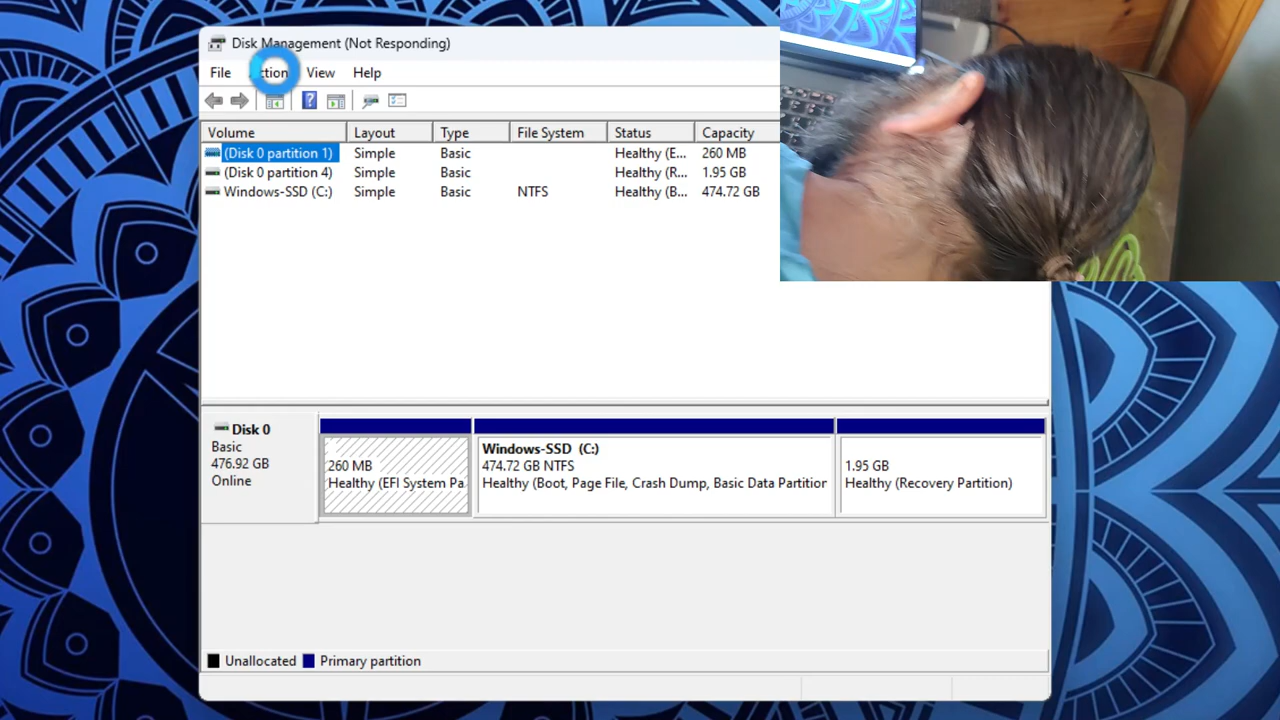 Disk Management (Not Responding)
File ction View Help
Volume Layout Type File System Status Capacity
(Disk 0 partition 1) Simple Basic Healthy (E... 260 MB
(Disk 0 partition 4) Simple Basic Healthy (R... 1.95 GB
Windows-SSD (C:) Simple Basic NTFS Healthy (B... 474.72 GB
Disk 0
Basic
476.92 GB
Online
260 MB
Healthy (EFI System Pa
Windows-SSD (C:)
474.72 GB NTFS
Healthy (Boot, Page File, Crash Dump, Basic Data Partition
1.95 GB
Healthy (Recovery Partition)
Unallocated Primary partition